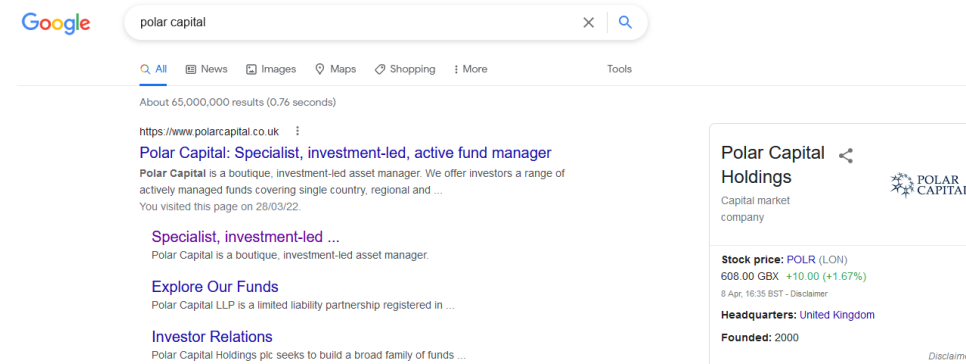 Google
polar capital
All News Images Maps Shopping More Tools
About 65,000,000 results (0.76 seconds)
https://www.polarcapital.co.uk
Polar Capital: Specialist, investment-led, active fund manager
Polar Capital is a boutique, investment-led asset manager. We offer investors a range of
actively managed funds covering single country, regional and ...
You visited this page on 28/03/22.
Specialist, investment-led ...
Polar Capital is a boutique, investment-led asset manager.
Explore Our Funds
Polar Capital LLP is a limited liability partnership registered in ...
Investor Relations
Polar Capital Holdings plc seeks to build a broad family of funds ...
Polar Capital
Holdings
Capital market
company
POLAR
CAPITAL
Stock price: POLR (LON)
608.00 GBX +10.00 (+1.67%)
8 Apr, 16:35 BST - Disclaimer
Headquarters: United Kingdom
Founded: 2000
Disclaime